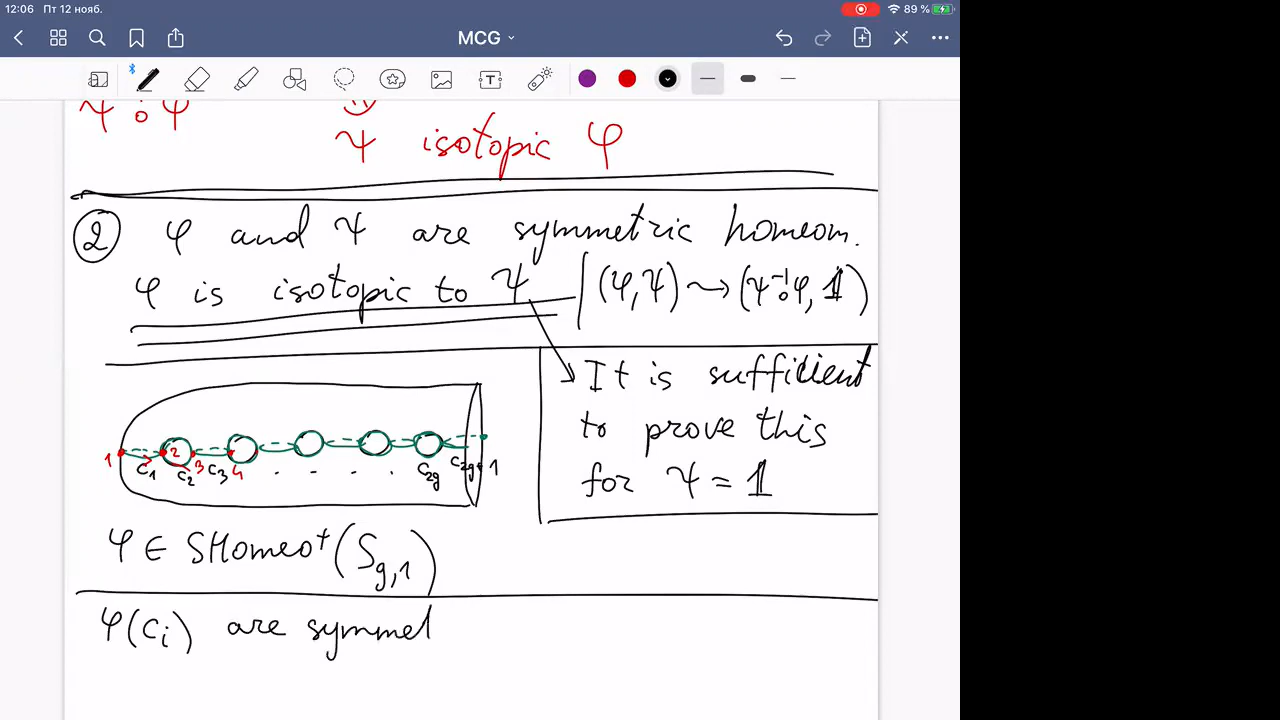 12:06 Пт 12 нояб. 89 %
MCG
ψ ∘ φ
ψ isotopic φ
② φ and ψ are symmetric homeom.
φ is isotopic to ψ | (φ,ψ) ⤳ (ψ⁻¹∘φ, 𝟙)
It is sufficient
to prove this
for ψ = 𝟙
1 2 3 4
C₁ C₂ C₃ . . . . C₂g C₂g+1
φ ∈ SHomeo⁺(S_g,1)
φ(Cᵢ) are symmet